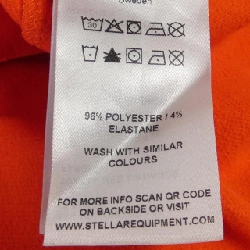 Sweden
96% POLYESTER / 4%
ELASTANE
WASH WITH SIMILAR
COLOURS
FOR MORE INFO SCAN QR CODE
ON BACKSIDE OR VISIT
WWW.STELLAREQUIPMENT.COM